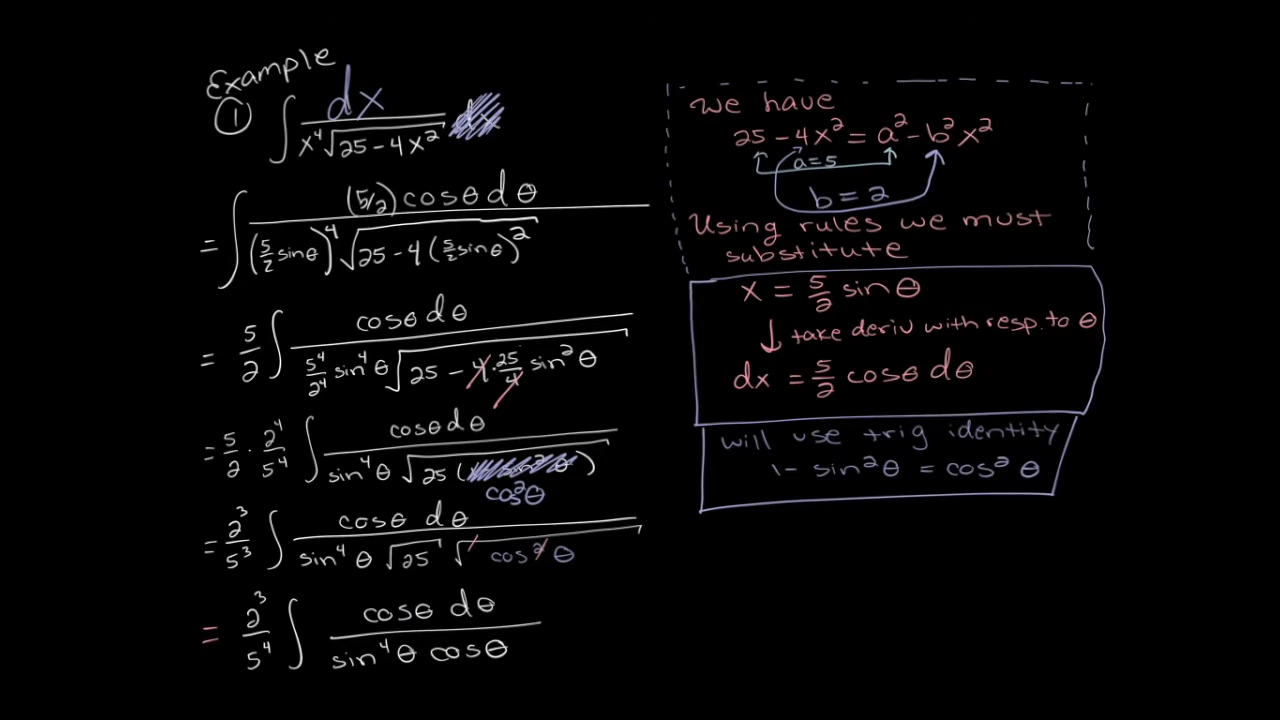 Example
① ∫ dx / (x⁴ √(25 - 4x²))
= ∫ (5/2) cosθ dθ / ((5/2 sinθ)⁴ √(25 - 4 (5/2 sinθ)²))
= 5/2 ∫ cosθ dθ / (5⁴/2⁴ sin⁴θ √(25 - 4 · 25/4 sin²θ))
= 5/2 · 2⁴/5⁴ ∫ cosθ dθ / (sin⁴θ √(25 (cos²θ)))
= 2³/5³ ∫ cosθ dθ / (sin⁴θ √25 √cos²θ)
= 2³/5⁴ ∫ cosθ dθ / (sin⁴θ cosθ)
We have
25 - 4x² = a² - b²x²
a = 5
b = 2
Using rules we must
substitute
x = 5/2 sinθ
↓ take deriv with resp. to θ
dx = 5/2 cosθ dθ
will use trig identity
1 - sin²θ = cos²θ